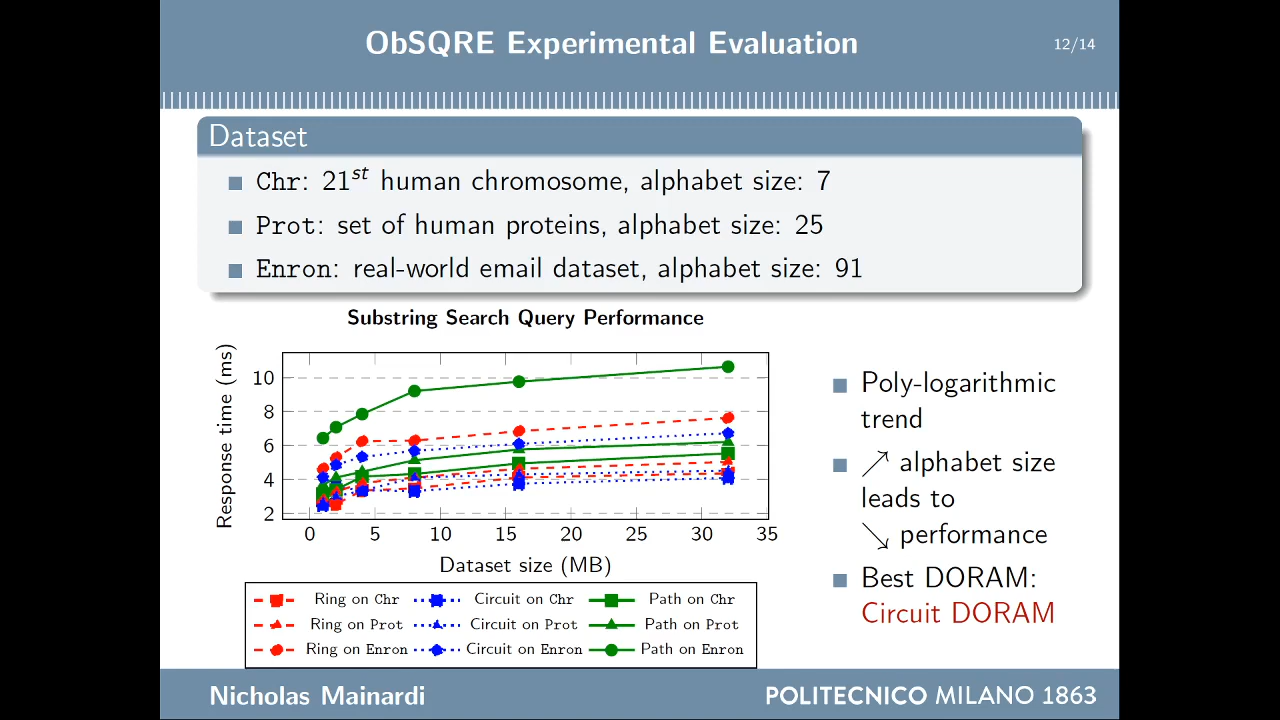 ObSQRE Experimental Evaluation
12/14
Dataset
Chr: 21st human chromosome, alphabet size: 7
Prot: set of human proteins, alphabet size: 25
Enron: real-world email dataset, alphabet size: 91
Substring Search Query Performance
Response time (ms)
10
8
6
4
2
0 5 10 15 20 25 30 35
Dataset size (MB)
Ring on Chr Circuit on Chr Path on Chr
Ring on Prot Circuit on Prot Path on Prot
Ring on Enron Circuit on Enron Path on Enron
Poly-logarithmic
trend
↗ alphabet size
leads to
↘ performance
Best DORAM:
Circuit DORAM
Nicholas Mainardi
POLITECNICO MILANO 1863